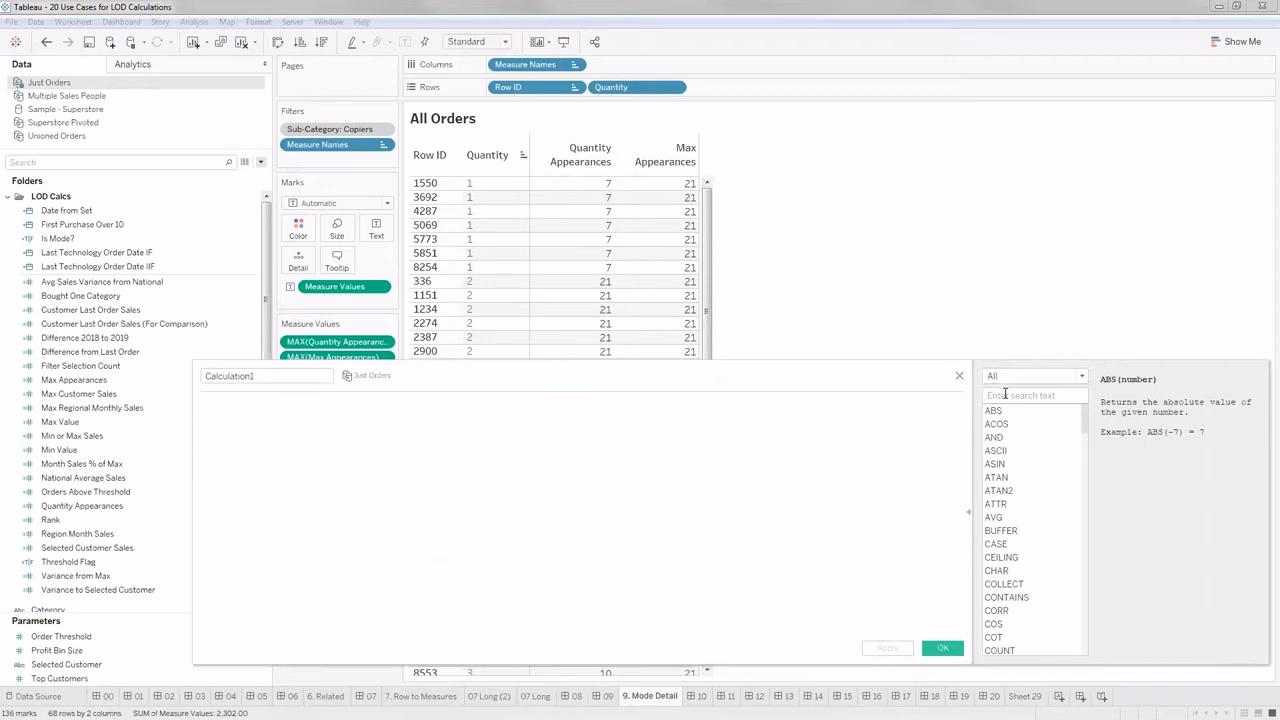 Tableau - 20 Use Cases for LOD Calculations
File Data Worksheet Dashboard Story Analysis Map Format Server Window Help
Standard
Show Me
Data Analytics
Just Orders
Multiple Sales People
Sample - Superstore
Superstore Pivoted
Unioned Orders
Search
Folders
LOD Calcs
Date from Set
First Purchase Over 10
Is Mode?
Last Technology Order Date IF
Last Technology Order Date IIF
Avg Sales Variance from National
Bought One Category
Customer Last Order Sales
Customer Last Order Sales (For Comparison)
Difference 2018 to 2019
Difference from Last Order
Filter Selection Count
Max Appearances
Max Customer Sales
Max Regional Monthly Sales
Max Value
Min or Max Sales
Min Value
Month Sales % of Max
National Average Sales
Orders Above Threshold
Quantity Appearances
Rank
Region Month Sales
Selected Customer Sales
Threshold Flag
Variance from Max
Variance to Selected Customer
Abc Category
Parameters
Order Threshold
Profit Bin Size
Abc Selected Customer
Top Customers
Pages
Filters
Sub-Category: Copiers
Measure Names
Marks
Automatic
Color Size Text
Detail Tooltip
Measure Values
Measure Values
MAX(Quantity Appearanc..
MAX(Max Appearances)
Columns Measure Names
Rows Row ID Quantity
All Orders
Row ID Quantity Quantity Appearances Max Appearances
1550 1 7 21
3692 1 7 21
4287 1 7 21
5069 1 7 21
5773 1 7 21
5851 1 7 21
8254 1 7 21
336 2 21 21
1151 2 21 21
1234 2 21 21
2274 2 21 21
2387 2 21 21
2900 2 21 21
8553 3 10 21
Calculation1 Just Orders
Apply OK
All
Enter search text
ABS
ACOS
AND
ASCII
ASIN
ATAN
ATAN2
ATTR
AVG
BUFFER
CASE
CEILING
CHAR
COLLECT
CONTAINS
CORR
COS
COT
COUNT
ABS(number)
Returns the absolute value of
the given number.
Example: ABS(-7) = 7
Data Source 00 01 02 03 04 05 06 6. Related 07 7. Row to Measures 07 Long (2) 07 Long 08 09 9. Mode Detail 10 11 12 13 14 15 16 17 18 19 20 Sheet 29
136 marks 68 rows by 2 columns SUM of Measure Values: 2,302.00